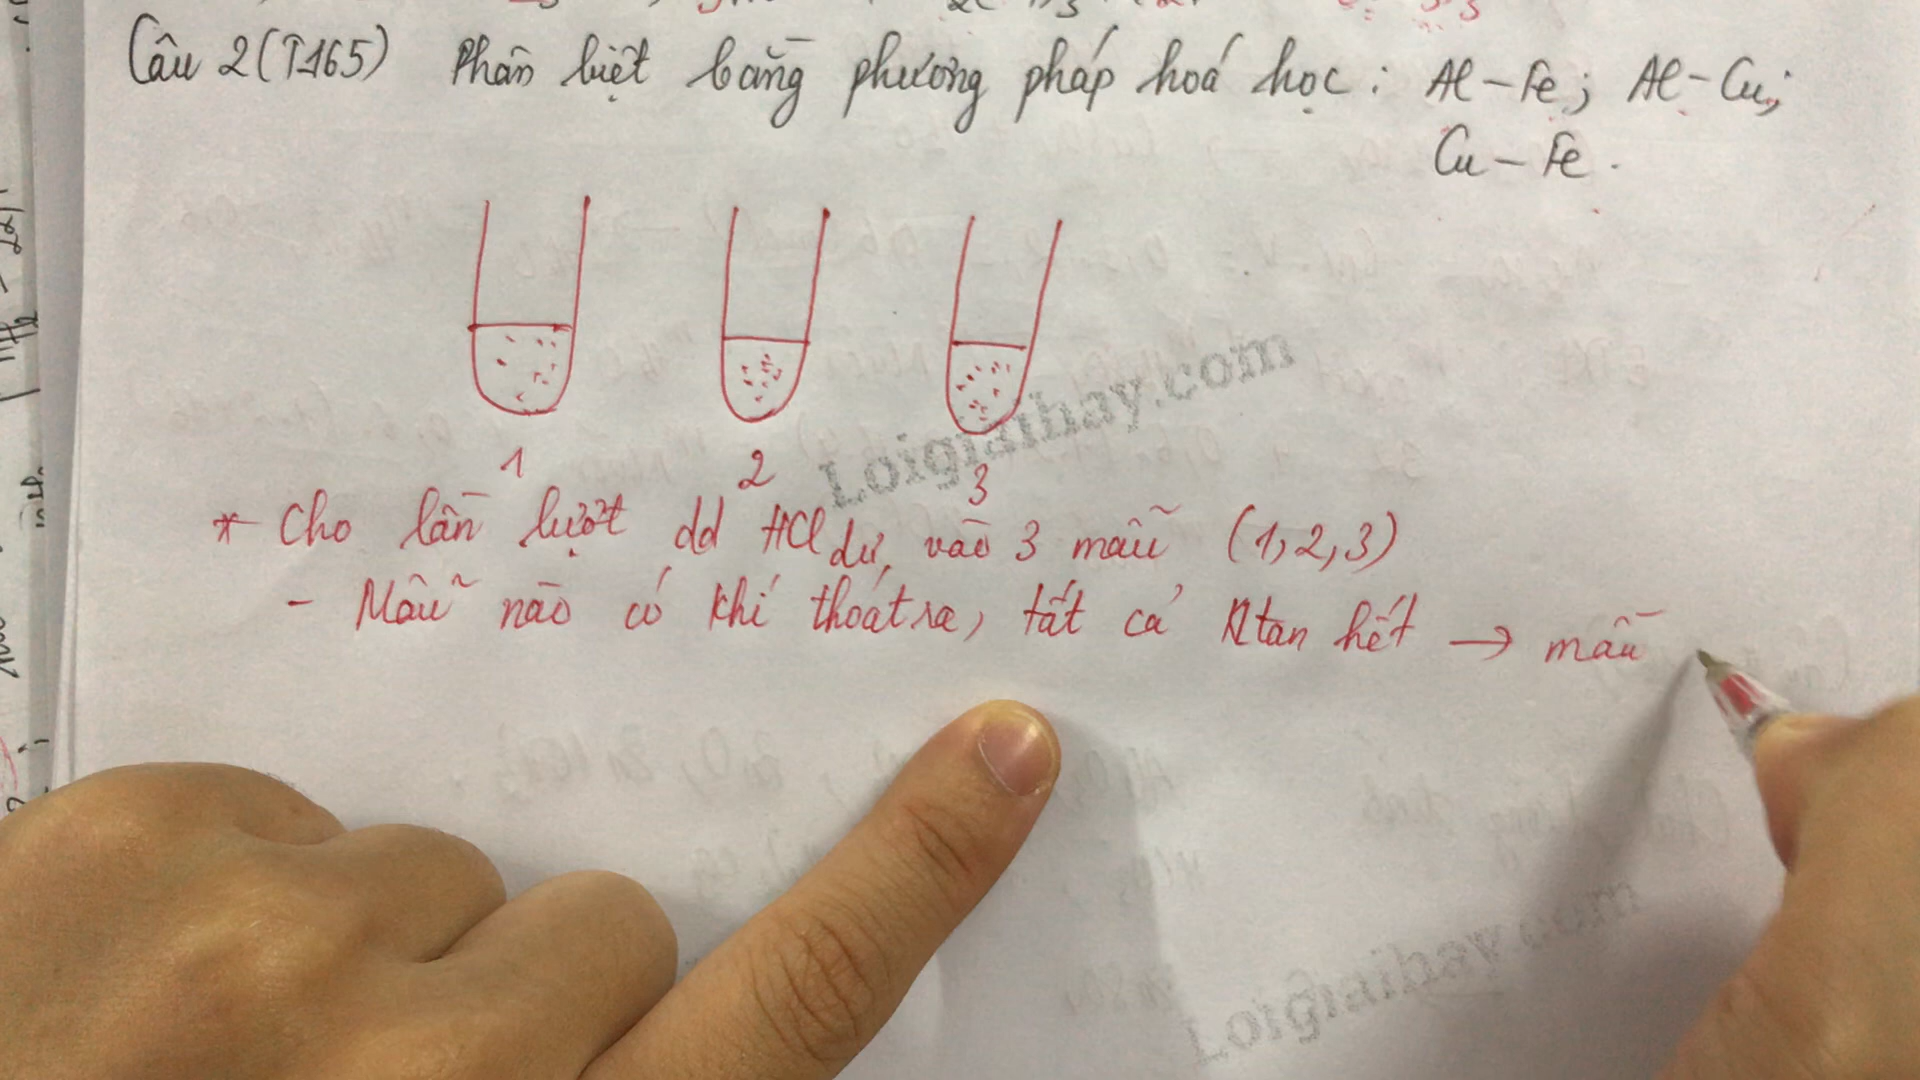 Câu 2 (T165) Phân biệt bằng phương pháp hoá học : Al - Fe ; Al - Cu ;
Cu - Fe .
1 2 3
Loigiaihay.com
* Cho lần lượt dd HCl dư vào 3 mẫu (1, 2, 3)
- Mẫu nào có khí thoát ra, tất cả tan hết → mẫu
Loigiaihay.com